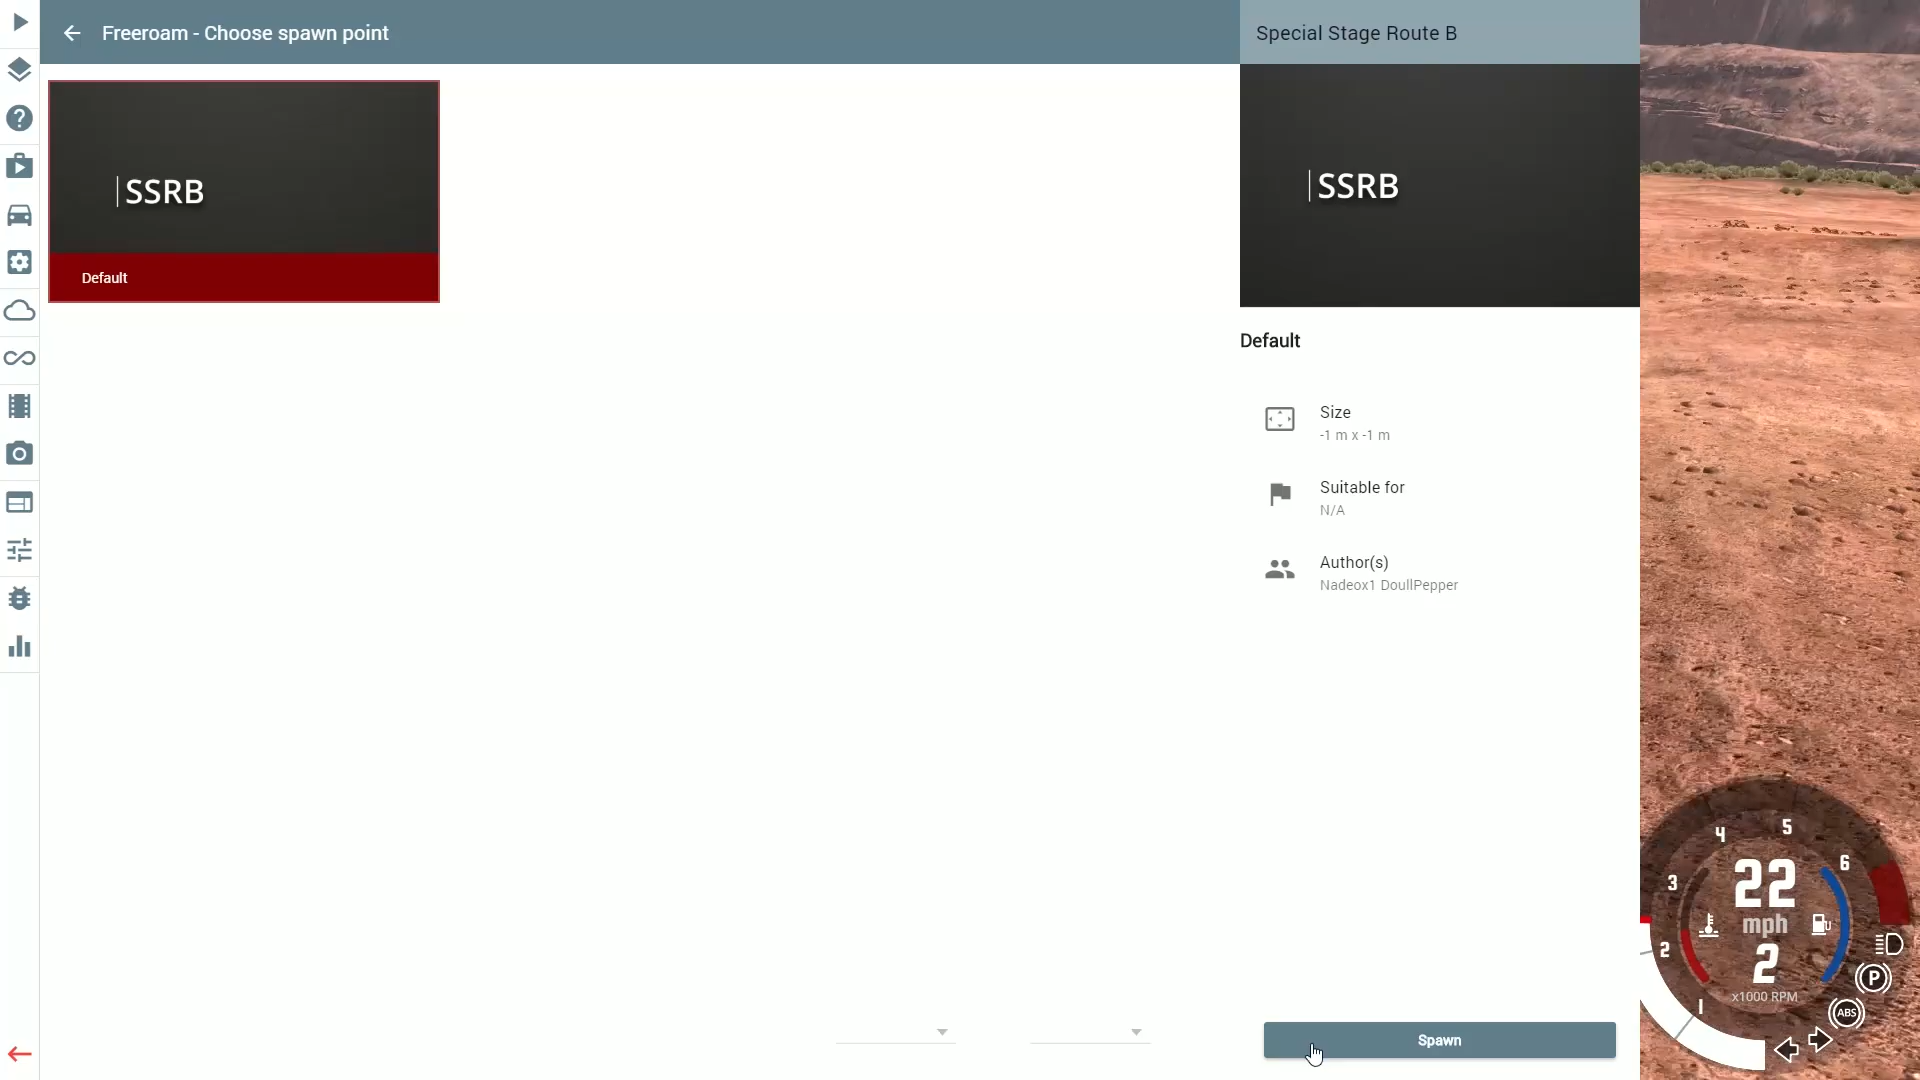 Freeroam - Choose spawn point
Special Stage Route B
SSRB
Default
SSRB
Default
Size
-1 m x -1 m
Suitable for
N/A
Author(s)
Nadeox1 DoullPepper
Spawn
1
2
3
4
5
6
22
mph
2
x1000 RPM
P
ABS